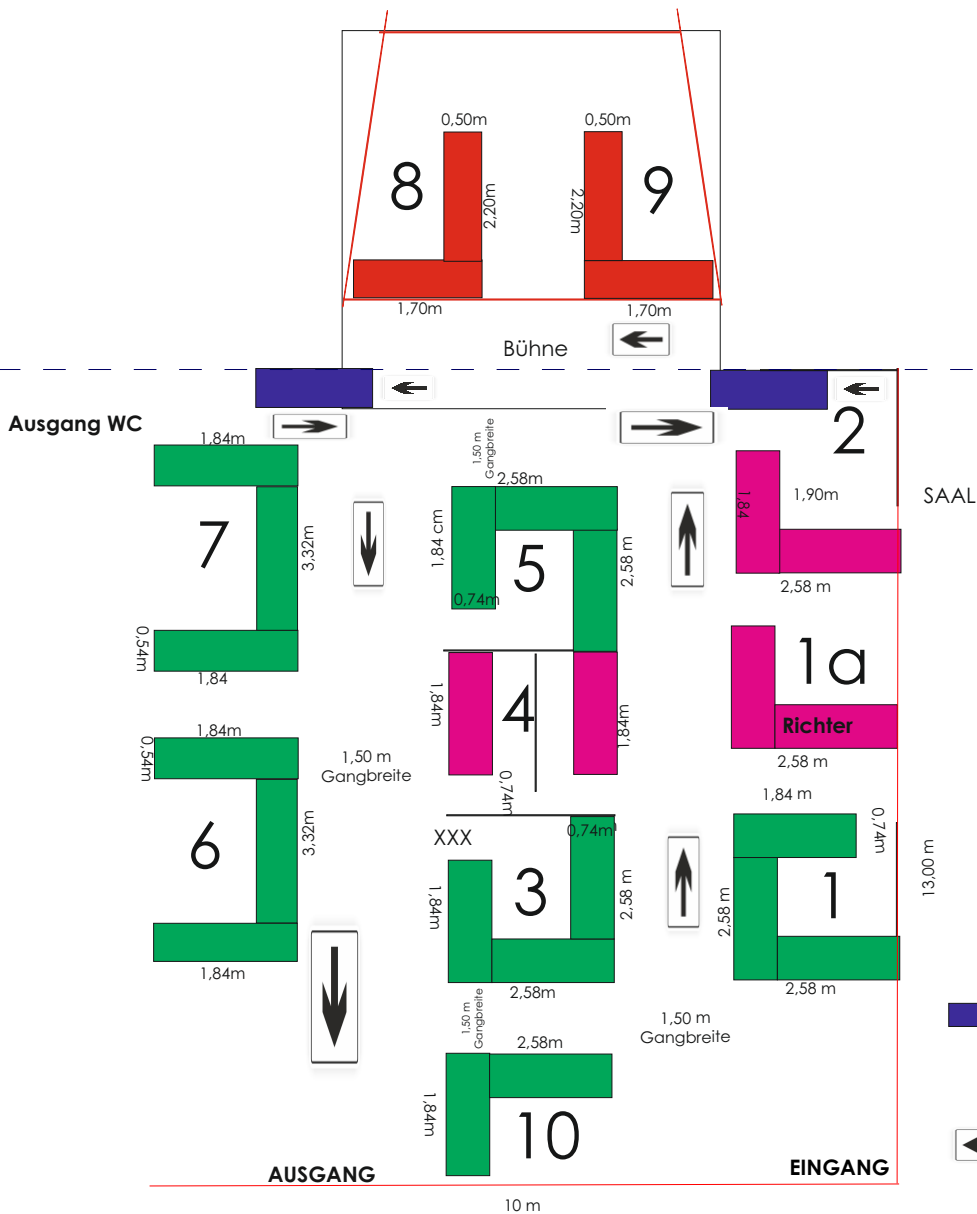 0,50m
0,50m
8
9
2,20m
2,20m
1,70m
1,70m
Bühne
Ausgang WC
2
1,84m
1,50 m
Gangbreite
2,58m
SAAL
1,84
1,90m
7
3,32m
1,84 cm
5
2,58 m
0,74m
2,58 m
0,54m
1,84
1a
4
1,84m
1,84m
Richter
1,84m
0,54m
1,50 m
Gangbreite
2,58 m
0,74m
1,84 m
XXX
0,74m
0,74m
6
3,32m
13,00 m
3
1
1,84m
2,58 m
2,58 m
1,84m
2,58m
2,58 m
1,50 m
Gangbreite
1,50 m
Gangbreite
2,58m
1,84m
10
AUSGANG
EINGANG
10 m